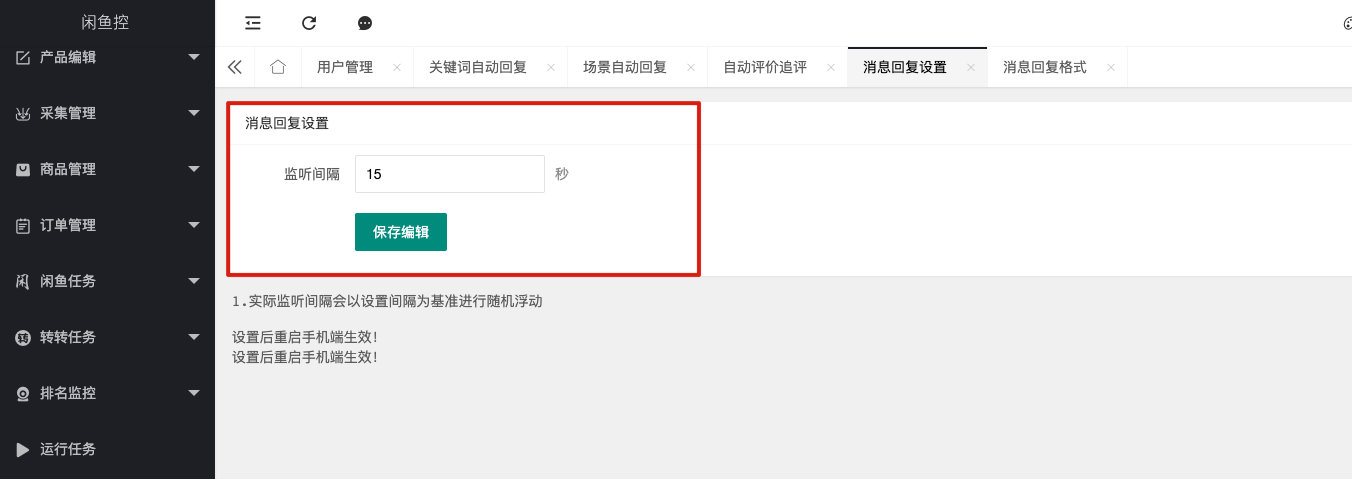 闲鱼控
产品编辑
采集管理
商品管理
订单管理
闲鱼任务
转转任务
排名监控
运行任务
用户管理 关键词自动回复 场景自动回复 自动评价追评 消息回复设置 消息回复格式
消息回复设置
监听间隔 15 秒
保存编辑
1.实际监听间隔会以设置间隔为基准进行随机浮动
设置后重启手机端生效!
设置后重启手机端生效!